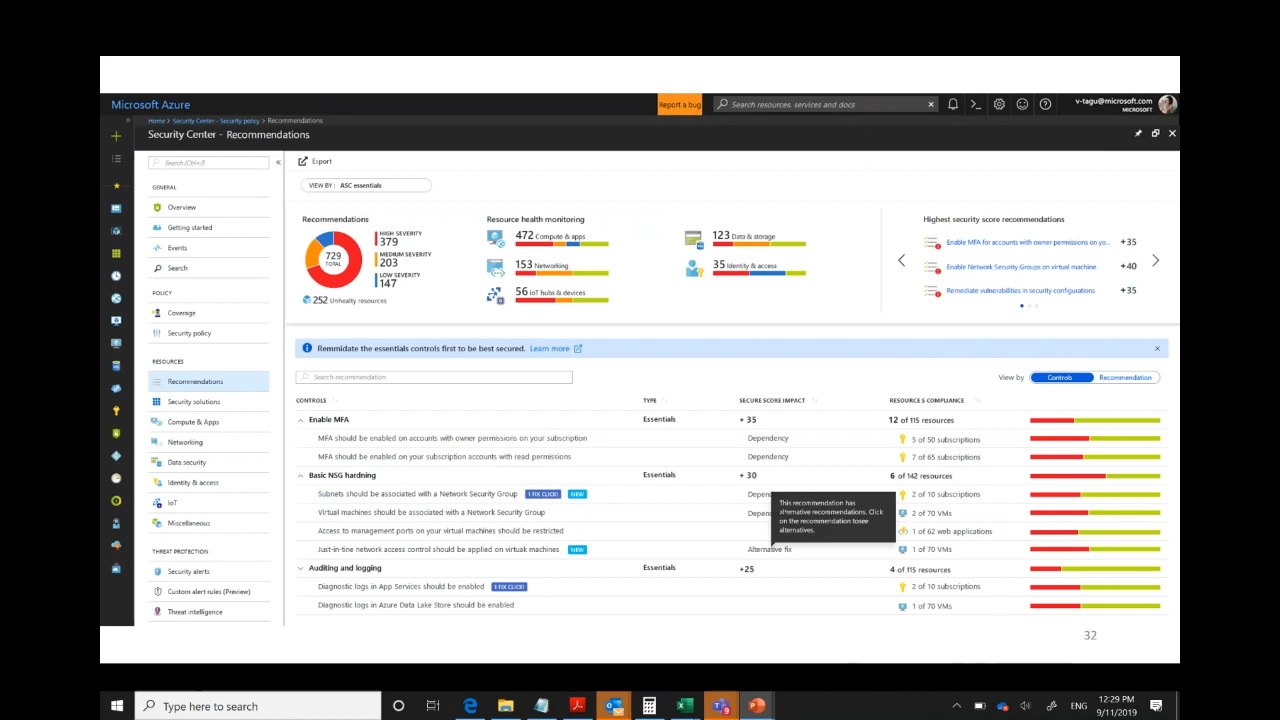 Microsoft Azure
Report a bug
Search resources, services and docs
v-tagu@microsoft.com
MICROSOFT
Home > Security Center - Security policy > Recommendations
Security Center - Recommendations
Search (Ctrl+/)
GENERAL
Overview
Getting started
Events
Search
POLICY
Coverage
Security policy
RESOURCES
Recommendations
Security solutions
Compute & Apps
Networking
Data security
Identity & access
IoT
Miscellaneous
THREAT PROTECTION
Security alerts
Custom alert rules (Preview)
Threat intelligence
Export
VIEW BY : ASC essentials
Recommendations
729
TOTAL
HIGH SEVERITY
379
MEDIUM SEVERITY
203
LOW SEVERITY
147
252 Unhealty resources
Resource health monitoring
472 Compute & apps
153 Networking
56 IoT hubs & devices
123 Data & storage
35 Identity & access
Highest security score recommendations
Enable MFA for accounts with owner permissions on yo... +35
Enable Network Security Groups on virtual machine +40
Remediate vulnerabilities in security configurations +35
Remmidate the essentials controls first to be best secured. Learn more
Search recommendation
View by Controls Recommendation
CONTROLS TYPE SECURE SCORE IMPACT RESOURCE S COMPLIANCE
Enable MFA Essentials + 35 12 of 115 resources
MFA should be enabled on accounts with owner permissions on your subscription Dependency 5 of 50 subscriptions
MFA should be enabled on your subscription accounts with read permissions Dependency 7 of 65 subscriptions
Basic NSG hardning Essentials + 30 6 of 142 resources
Subnets should be associated with a Network Security Group 1 FIX CLICK! NEW Depen 2 of 10 subscriptions
Virtual machines should be associated with a Network Security Group Depen 2 of 70 VMs
Access to management ports on your virtual machines should be restricted 1 of 62 web applications
Just-in-tine network access control should be applied on virtuak machines NEW Alternative fix 1 of 70 VMs
This recommendation has
alternative recommendations. Click
on the recommendation tosee
alternatives.
Auditing and logging Essentials +25 4 of 115 resources
Diagnostic logs in App Services should be enabled 1 FIX CLICK! 2 of 10 subscriptions
Diagnostic logs in Azure Data Lake Store should be enabled 1 of 70 VMs
32
Type here to search
ENG
12:29 PM
9/11/2019